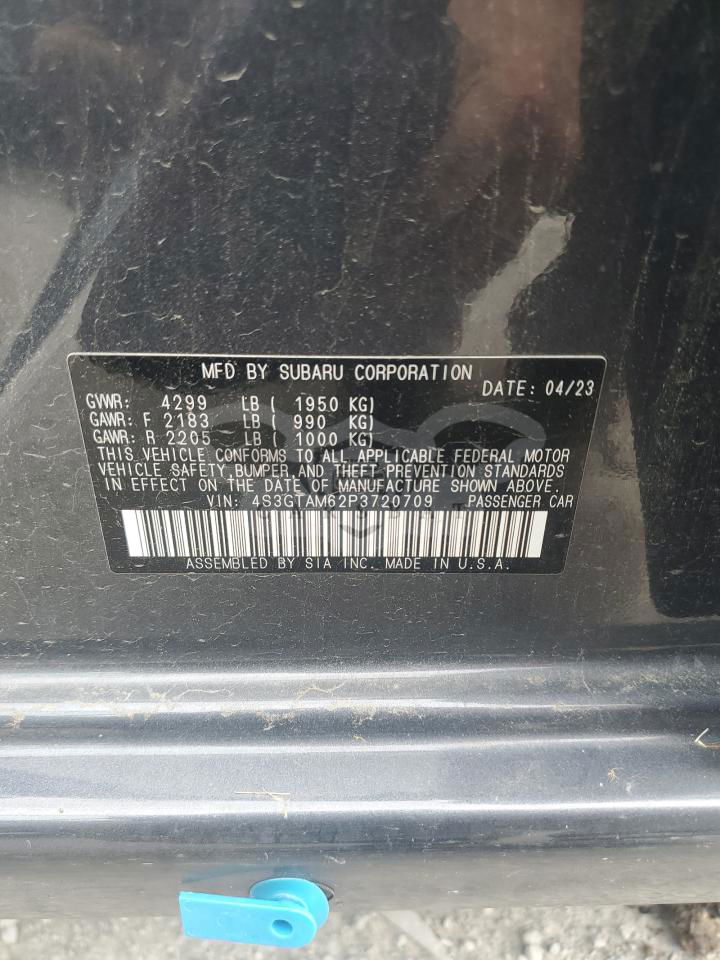 MFD BY SUBARU CORPORATION
DATE: 04/23
GVWR: 4299 LB ( 1950 KG)
GAWR: F 2183 LB ( 990 KG)
GAWR: R 2205 LB ( 1000 KG)
THIS VEHICLE CONFORMS TO ALL APPLICABLE FEDERAL MOTOR
VEHICLE SAFETY, BUMPER, AND THEFT PREVENTION STANDARDS
IN EFFECT ON THE DATE OF MANUFACTURE SHOWN ABOVE.
VIN: 4S3GTAM62P3720709 PASSENGER CAR
ASSEMBLED BY SIA INC. MADE IN U.S.A.